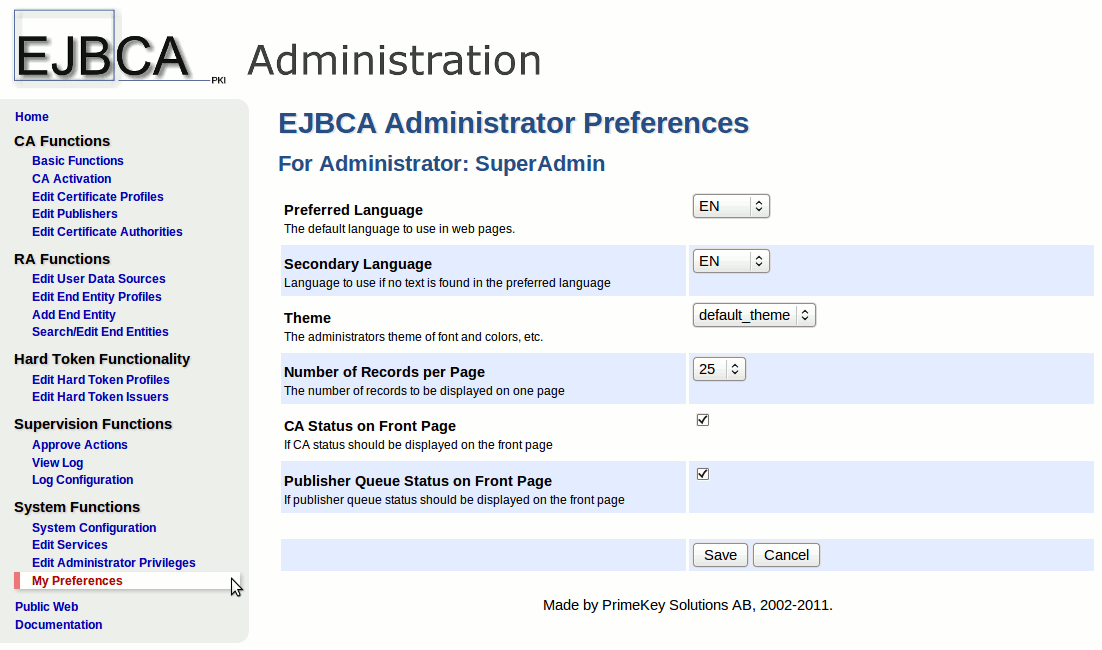 EJBCA PKI Administration
Home
CA Functions
Basic Functions
CA Activation
Edit Certificate Profiles
Edit Publishers
Edit Certificate Authorities
RA Functions
Edit User Data Sources
Edit End Entity Profiles
Add End Entity
Search/Edit End Entities
Hard Token Functionality
Edit Hard Token Profiles
Edit Hard Token Issuers
Supervision Functions
Approve Actions
View Log
Log Configuration
System Functions
System Configuration
Edit Services
Edit Administrator Privileges
My Preferences
Public Web
Documentation
EJBCA Administrator Preferences
For Administrator: SuperAdmin
Preferred Language EN
The default language to use in web pages.
Secondary Language EN
Language to use if no text is found in the preferred language
Theme default_theme
The administrators theme of font and colors, etc.
Number of Records per Page 25
The number of records to be displayed on one page
CA Status on Front Page
If CA status should be displayed on the front page
Publisher Queue Status on Front Page
If publisher queue status should be displayed on the front page
Save Cancel
Made by PrimeKey Solutions AB, 2002-2011.